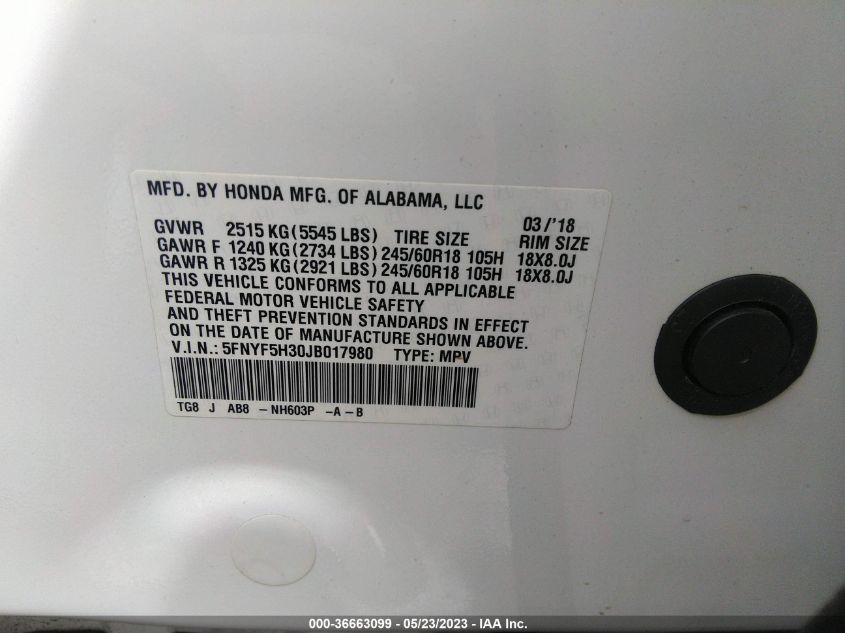 MFD. BY HONDA MFG. OF ALABAMA, LLC
03/'18
GVWR 2515 KG (5545 LBS) TIRE SIZE RIM SIZE
GAWR F 1240 KG (2734 LBS) 245/60R18 105H 18X8.0J
GAWR R 1325 KG (2921 LBS) 245/60R18 105H 18X8.0J
THIS VEHICLE CONFORMS TO ALL APPLICABLE
FEDERAL MOTOR VEHICLE SAFETY
AND THEFT PREVENTION STANDARDS IN EFFECT
ON THE DATE OF MANUFACTURE SHOWN ABOVE.
V.I.N.: 5FNYF5H30JB017980 TYPE: MPV
TG8 J AB8 - NH603P - A - B
000-36663099 - 05/23/2023 - IAA Inc.